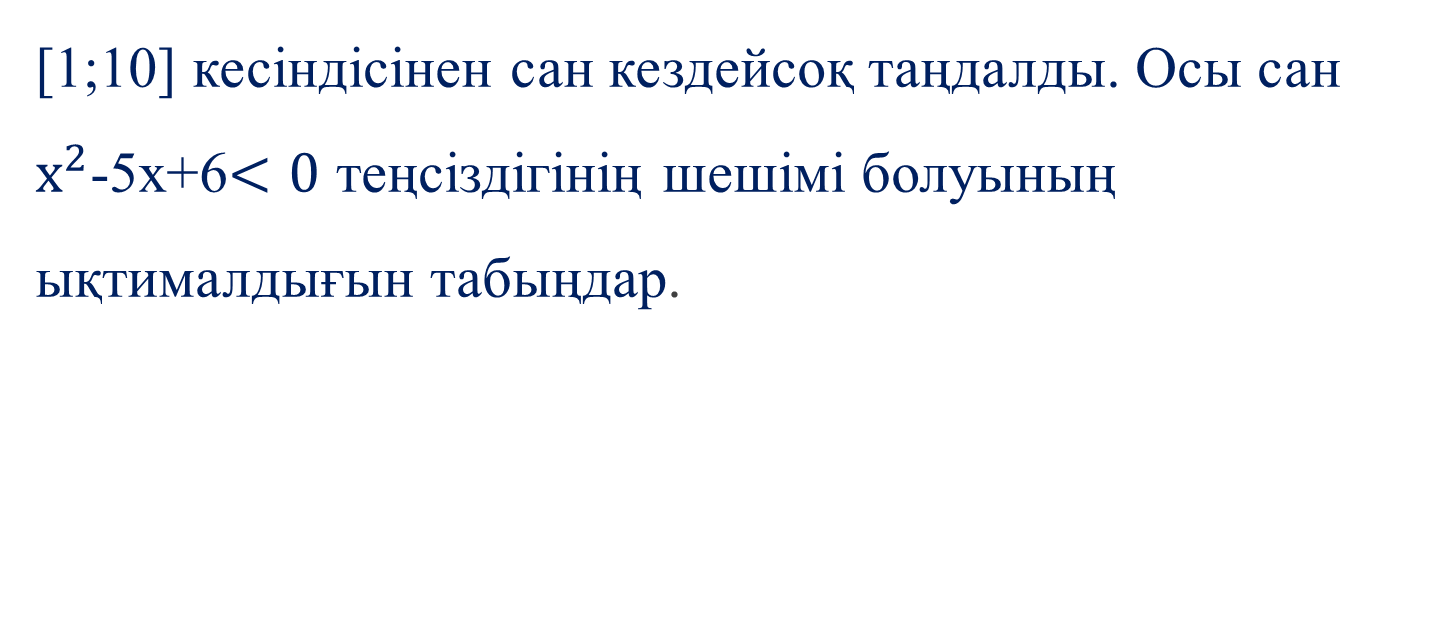 [1;10] кесіндісінен сан кездейсоқ таңдалды. Осы сан
x²-5x+6< 0 теңсіздігінің шешімі болуының
ықтималдығын табыңдар.